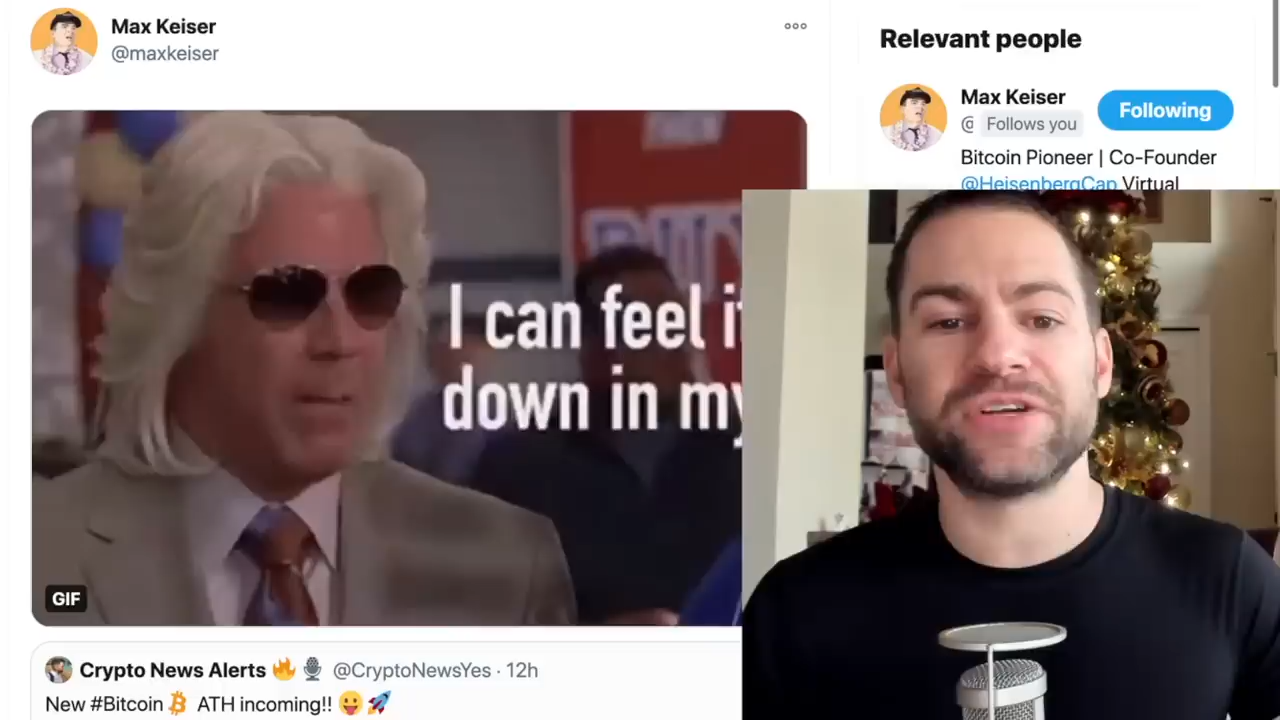 Max Keiser
@maxkeiser
I can feel
down in my
GIF
Crypto News Alerts 🔥 🎙️ @CryptoNewsYes · 12h
New #Bitcoin ATH incoming!! 😛 🚀
Relevant people
Max Keiser
@ Follows you
Following
Bitcoin Pioneer | Co-Founder
@HeisenbergCap Virtual